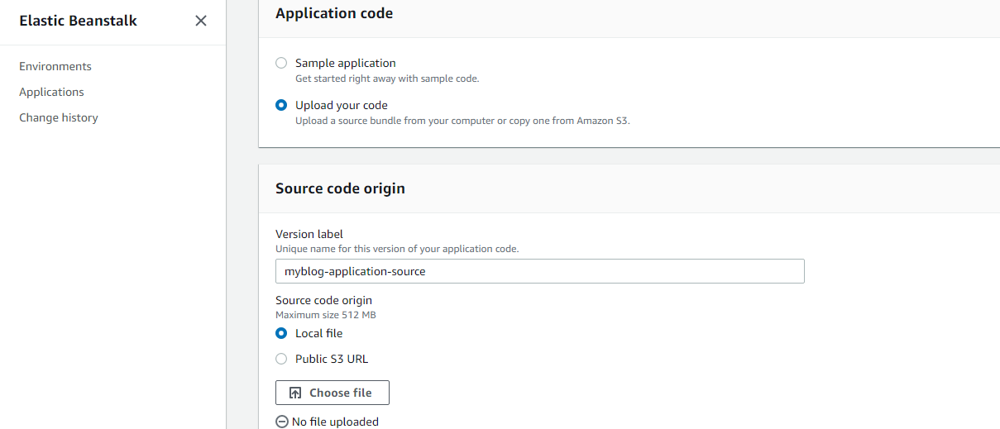 Elastic Beanstalk
Environments
Applications
Change history
Application code
Sample application
Get started right away with sample code.
Upload your code
Upload a source bundle from your computer or copy one from Amazon S3.
Source code origin
Version label
Unique name for this version of your application code.
myblog-application-source
Source code origin
Maximum size 512 MB
Local file
Public S3 URL
Choose file
No file uploaded